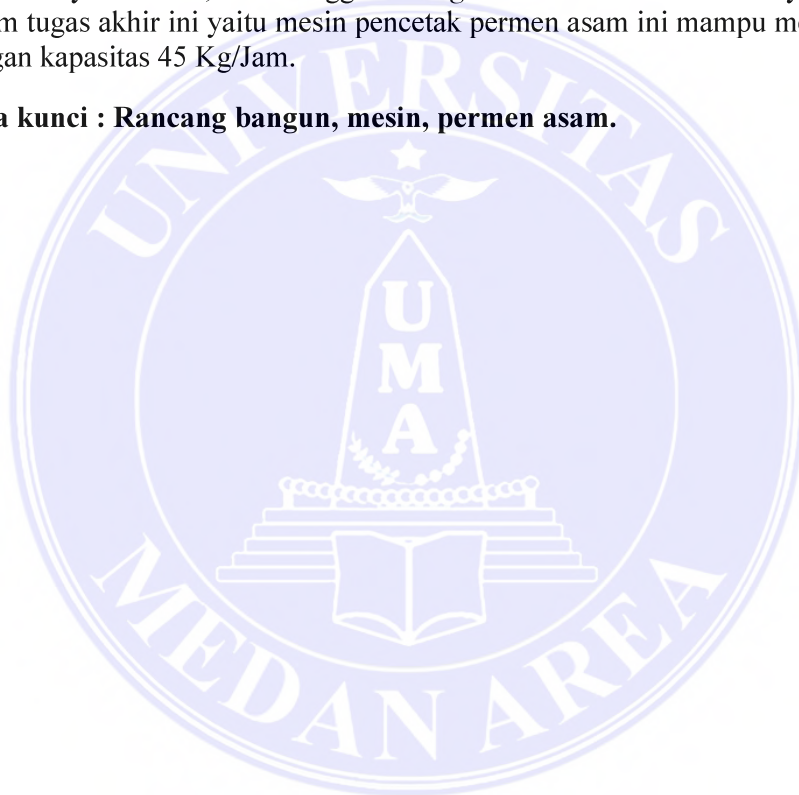 m tugas akhir ini yaitu mesin pencetak permen asam ini mampu
gan kapasitas 45 Kg/Jam.
a kunci : Rancang bangun, mesin, permen asam.
UNIVERSITAS
U
M
A
MEDAN AREA